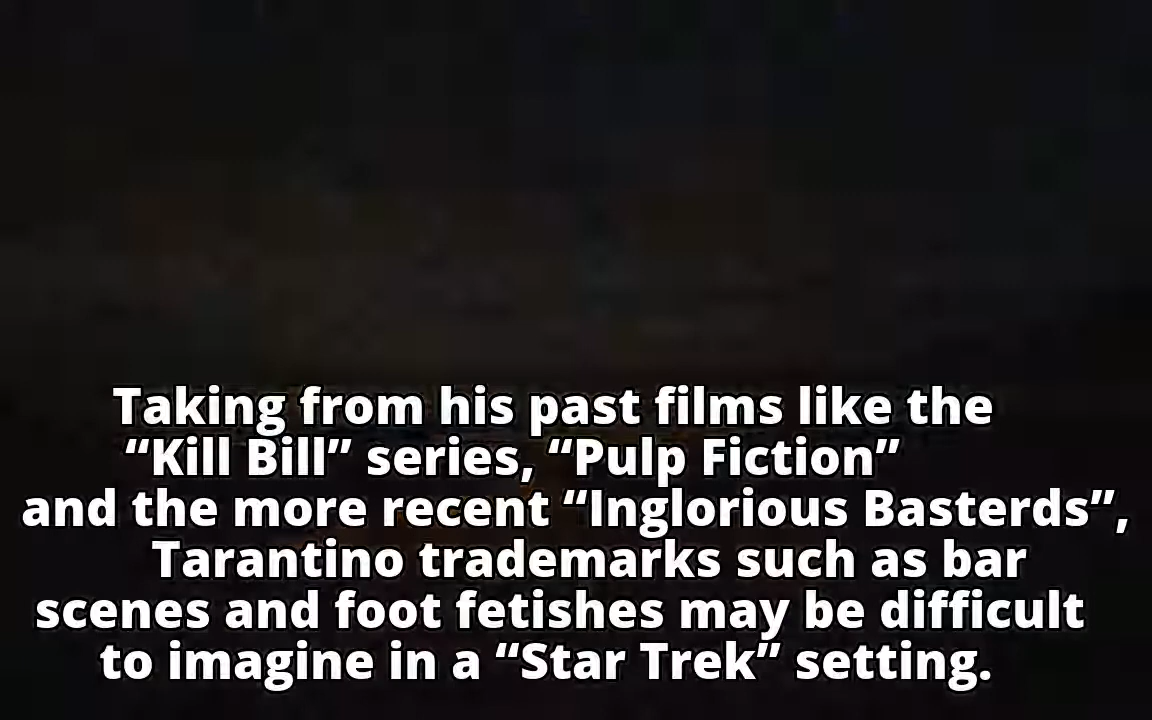 Taking from his past films like the
“Kill Bill” series, “Pulp Fiction”
and the more recent “Inglorious Basterds”,
Tarantino trademarks such as bar
scenes and foot fetishes may be difficult
to imagine in a “Star Trek” setting.